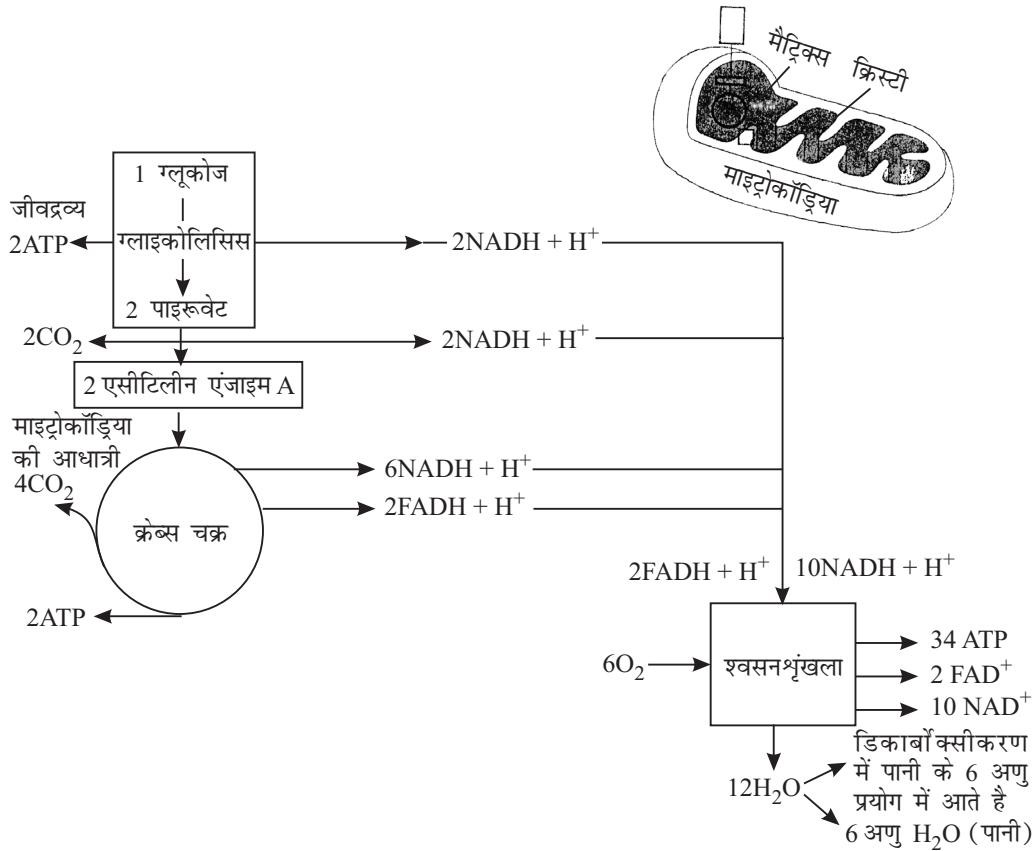 मैट्रिक्स क्रिस्टी
माइट्रोकॉड्रिया
1 ग्लूकोज
जीवद्रव्य
2ATP
ग्लाइकोलिसिस
2NADH + H⁺
2 पाइरूवेट
2CO₂
2NADH + H⁺
2 एसीटिलीन एंजाइम A
माइट्रोकॉड्रिया
की आधात्री
4CO₂
6NADH + H⁺
2FADH + H⁺
क्रेब्स चक्र
2ATP
2FADH + H⁺
10NADH + H⁺
6O₂
श्वसनशृंखला
34 ATP
2 FAD⁺
10 NAD⁺
12H₂O
डिकार्बोक्सीकरण
में पानी के 6 अणु
प्रयोग में आते है
6 अणु H₂O (पानी)